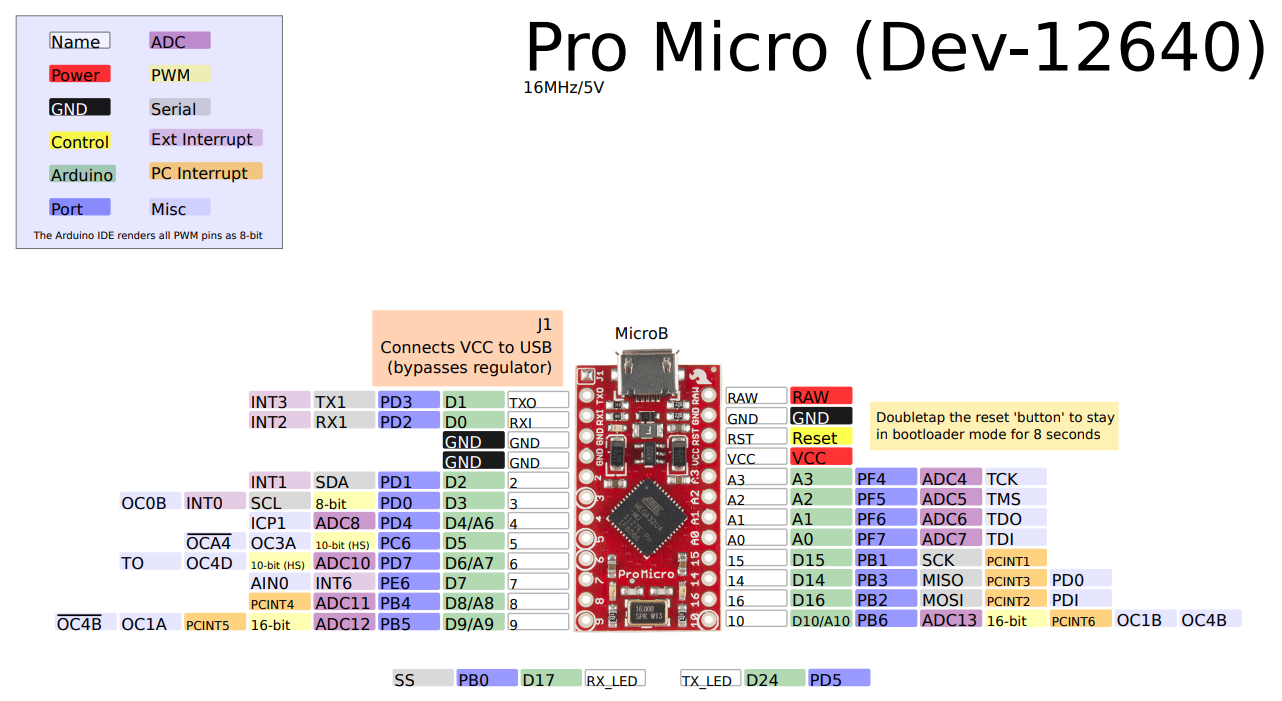 Pro Micro (Dev-12640)
16MHz/5V
Name ADC
Power PWM
GND Serial
Control Ext Interrupt
Arduino PC Interrupt
Port Misc
The Arduino IDE renders all PWM pins as 8-bit
J1
Connects VCC to USB
(bypasses regulator)
MicroB
INT3 TX1 PD3 D1 TXO
INT2 RX1 PD2 D0 RXI
GND GND
GND GND
INT1 SDA PD1 D2 2
OC0B INT0 SCL 8-bit PD0 D3 3
ICP1 ADC8 PD4 D4/A6 4
OCA4 OC3A 10-bit (HS) PC6 D5 5
TO OC4D 10-bit (HS) ADC10 PD7 D6/A7 6
AIN0 INT6 PE6 D7 7
PCINT4 ADC11 PB4 D8/A8 8
OC4B OC1A PCINT5 16-bit ADC12 PB5 D9/A9 9
J1
TXO
RXI
GND
GND
2
3
4
5
6
7
8
9
RAW
GND
RST
VCC
A3
A2
A1
A0
15
14
16
10
F
ProMicro
16.000
SPK W13
RAW RAW
GND GND
RST Reset
VCC VCC
A3 A3 PF4 ADC4 TCK
A2 A2 PF5 ADC5 TMS
A1 A1 PF6 ADC6 TDO
A0 A0 PF7 ADC7 TDI
15 D15 PB1 SCK PCINT1
14 D14 PB3 MISO PCINT3 PD0
16 D16 PB2 MOSI PCINT2 PDI
10 D10/A10 PB6 ADC13 16-bit PCINT6 OC1B OC4B
Doubletap the reset 'button' to stay
in bootloader mode for 8 seconds
SS PB0 D17 RX_LED
TX_LED D24 PD5